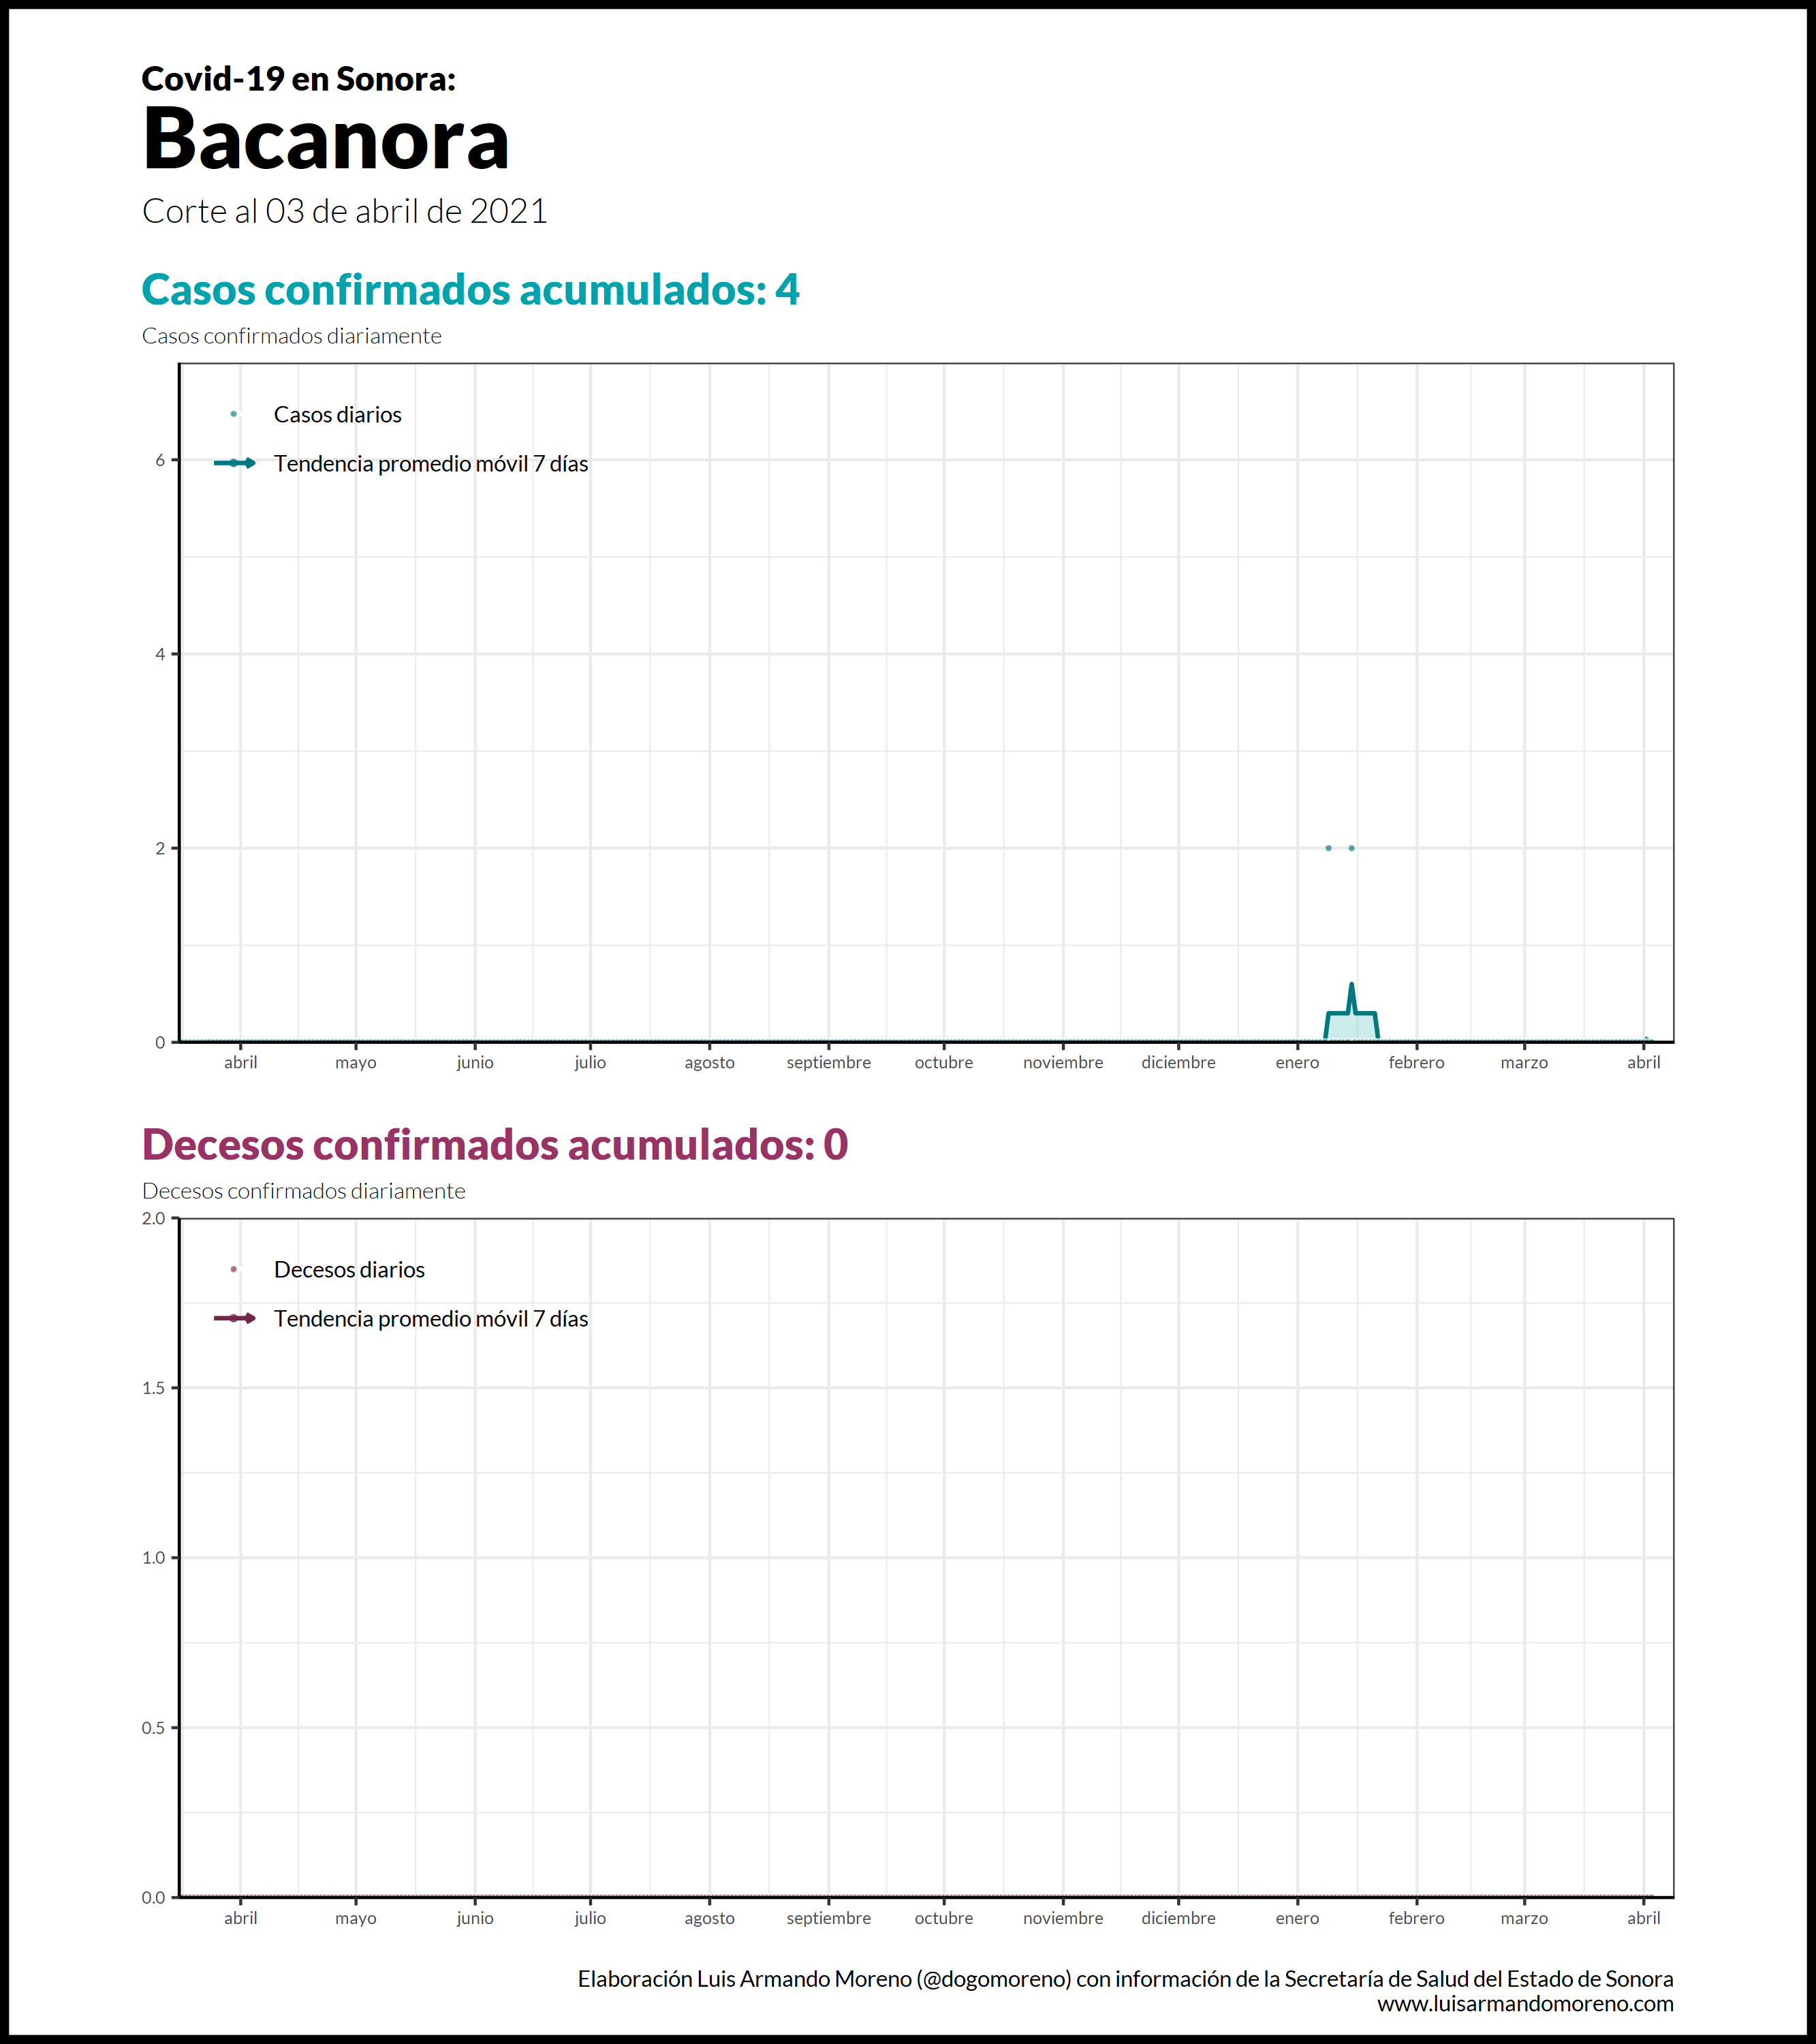 Covid-19 en Sonora:
Bacanora
Corte al 03 de abril de 2021
Casos confirmados acumulados: 4
Casos confirmados diariamente
Casos diarios
Tendencia promedio móvil 7 días
6
4
2
0
abril mayo junio julio agosto septiembre octubre noviembre diciembre enero febrero marzo abril
Decesos confirmados acumulados: 0
Decesos confirmados diariamente
2.0
Decesos diarios
Tendencia promedio móvil 7 días
1.5
1.0
0.5
0.0
abril mayo junio julio agosto septiembre octubre noviembre diciembre enero febrero marzo abril
Elaboración Luis Armando Moreno (@dogomoreno) con información de la Secretaría de Salud del Estado de Sonora
www.luisarmandomoreno.com